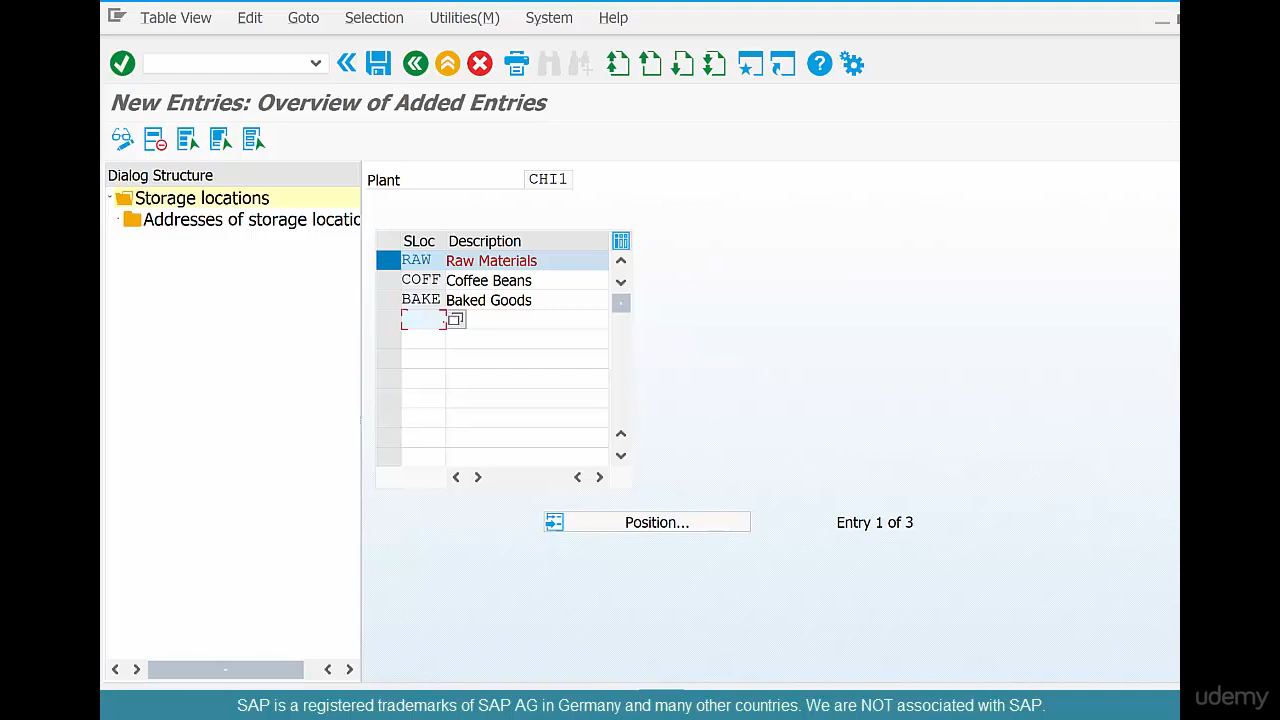 Table View Edit Goto Selection Utilities(M) System Help
New Entries: Overview of Added Entries
Dialog Structure
Storage locations
Addresses of storage locatic
Plant CHI1
SLoc Description
RAW Raw Materials
COFF Coffee Beans
BAKE Baked Goods
Position... Entry 1 of 3
SAP is a registered trademarks of SAP AG in Germany and many other countries. We are NOT associated with SAP.
udemy